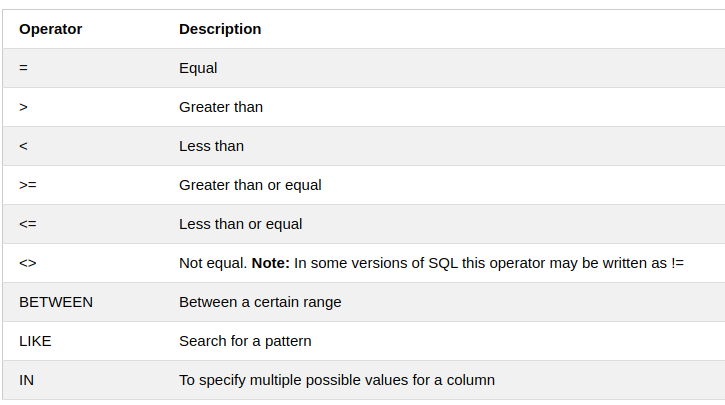 Operator Description
= Equal
> Greater than
< Less than
>= Greater than or equal
<= Less than or equal
<> Not equal. Note: In some versions of SQL this operator may be written as !=
BETWEEN Between a certain range
LIKE Search for a pattern
IN To specify multiple possible values for a column